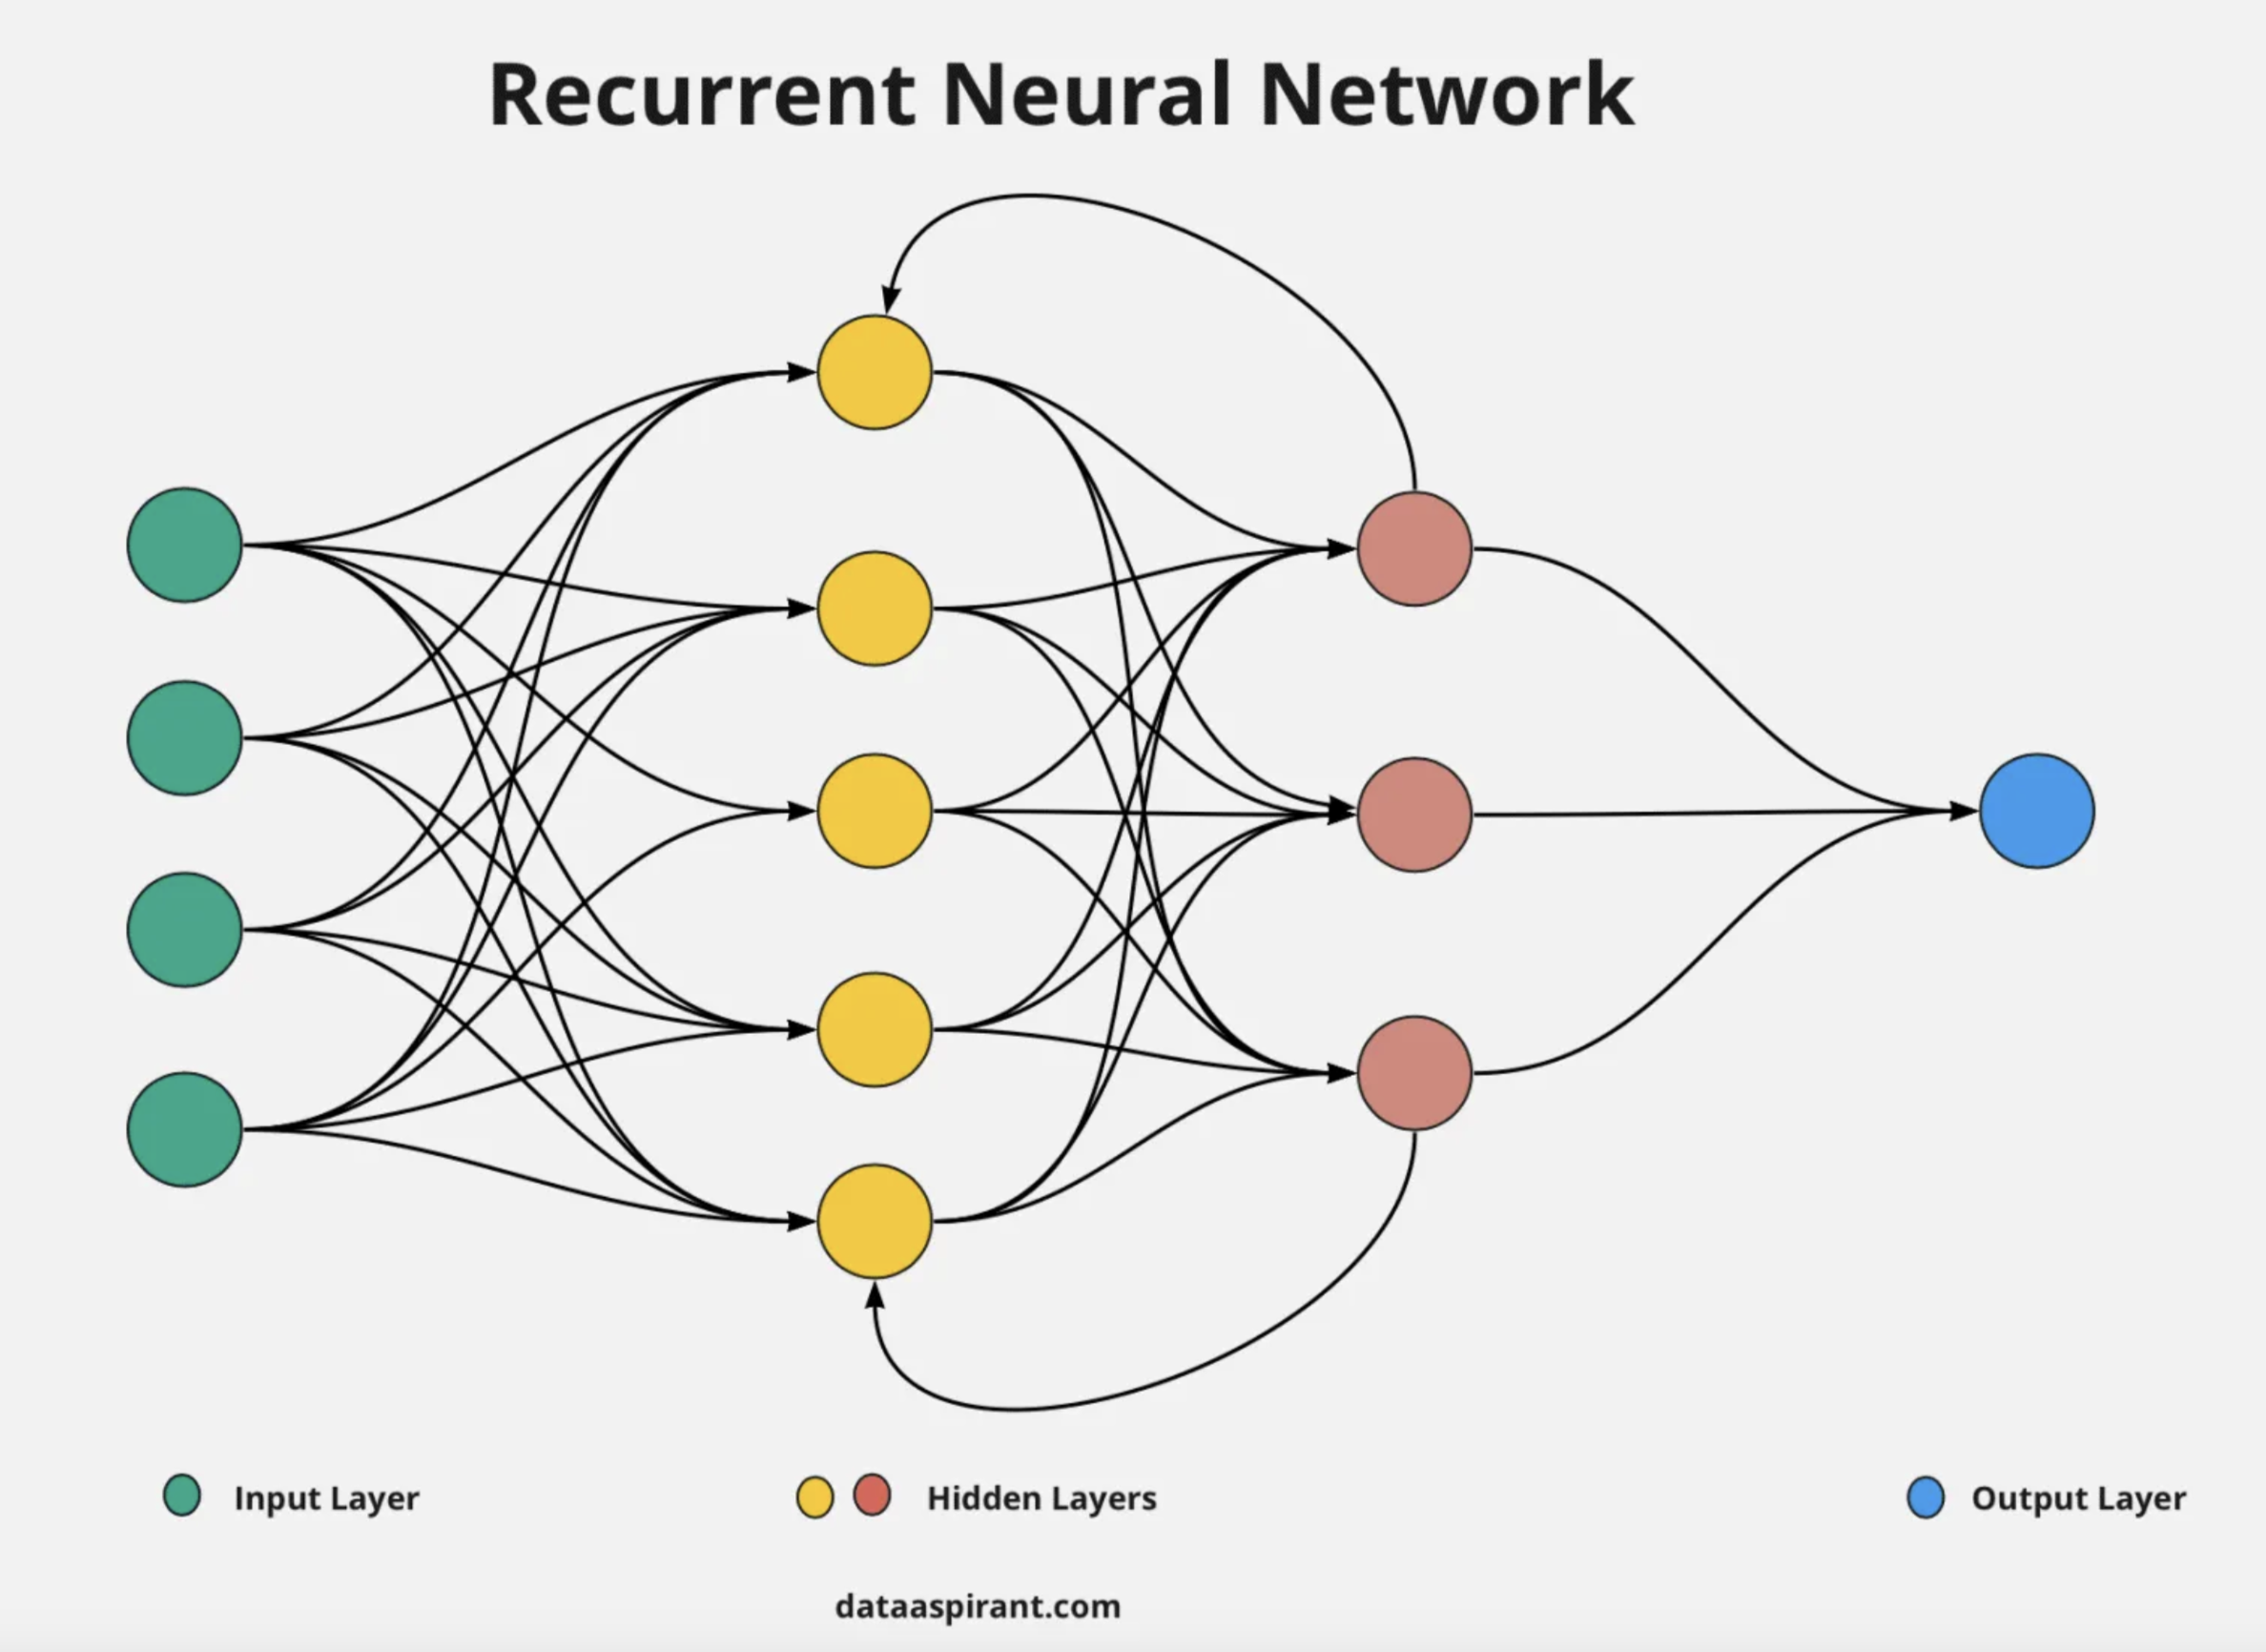 Recurrent Neural Network
Input Layer
Hidden Layers
Output Layer
dataaspirant.com